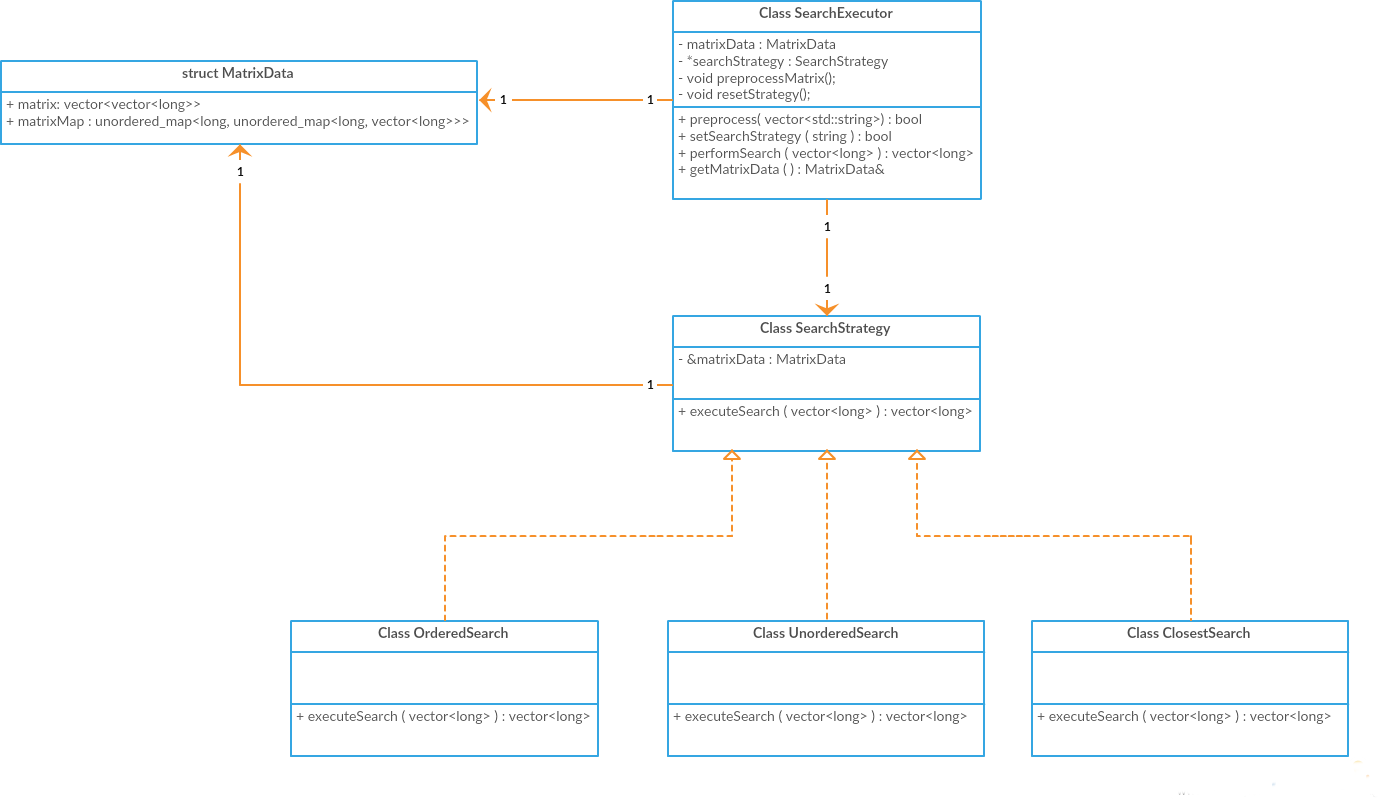 Class SearchExecutor
- matrixData : MatrixData
- *searchStrategy : SearchStrategy
- void preprocessMatrix();
- void resetStrategy();
+ preprocess( vector<std::string>) : bool
+ setSearchStrategy ( string ) : bool
+ performSearch ( vector<long> ) : vector<long>
+ getMatrixData ( ) : MatrixData&
struct MatrixData
+ matrix: vector<vector<long>>
+ matrixMap : unordered_map<long, unordered_map<long, vector<long>>>
1
1
1
1
1
1
Class SearchStrategy
- &matrixData : MatrixData
+ executeSearch ( vector<long> ) : vector<long>
Class OrderedSearch
+ executeSearch ( vector<long> ) : vector<long>
Class UnorderedSearch
+ executeSearch ( vector<long> ) : vector<long>
Class ClosestSearch
+ executeSearch ( vector<long> ) : vector<long>